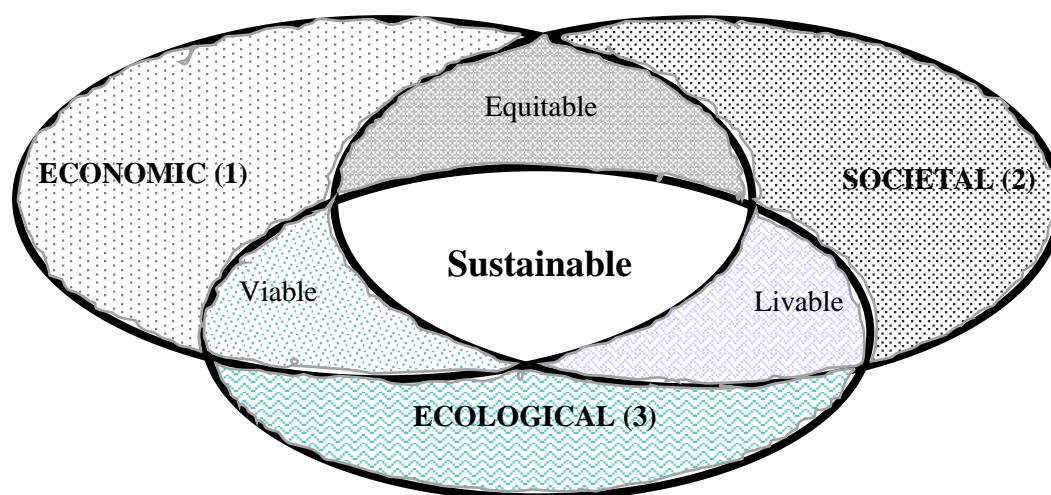 Equitable
ECONOMIC (1)
SOCIETAL (2)
Sustainable
Viable
Livable
ECOLOGICAL (3)